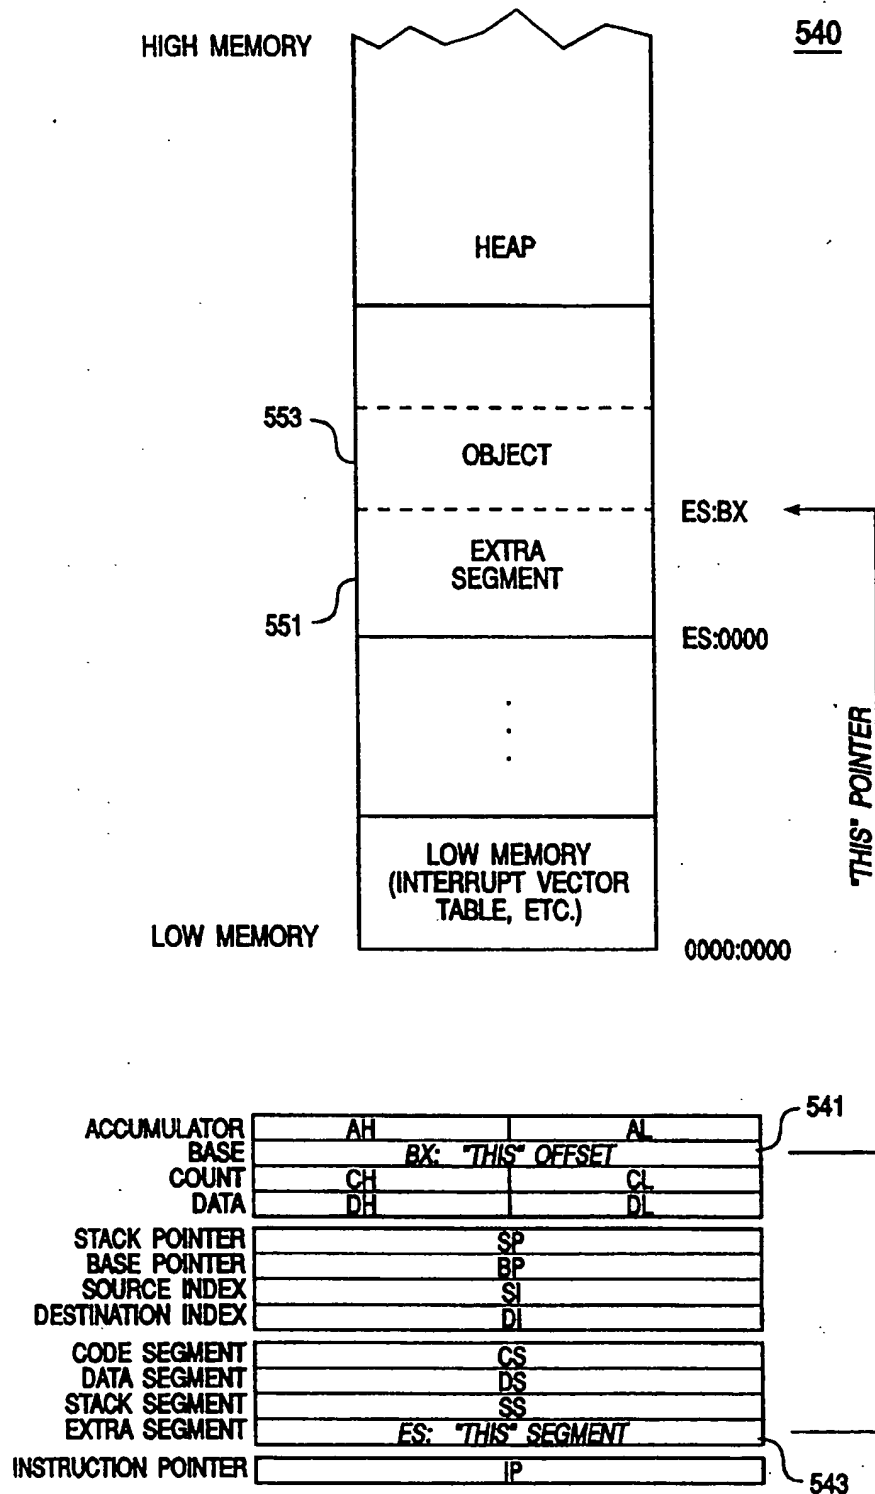 HIGH MEMORY
540
HEAP
553
OBJECT
ES:BX
EXTRA
SEGMENT
551
ES:0000
"THIS" POINTER
LOW MEMORY
(INTERRUPT VECTOR
TABLE, ETC.)
LOW MEMORY
0000:0000
541
ACCUMULATOR AH AL
BASE BX: "THIS" OFFSET
COUNT CH CL
DATA DH DL
STACK POINTER SP
BASE POINTER BP
SOURCE INDEX SI
DESTINATION INDEX DI
CODE SEGMENT CS
DATA SEGMENT DS
STACK SEGMENT SS
EXTRA SEGMENT ES: "THIS" SEGMENT
INSTRUCTION POINTER IP
543